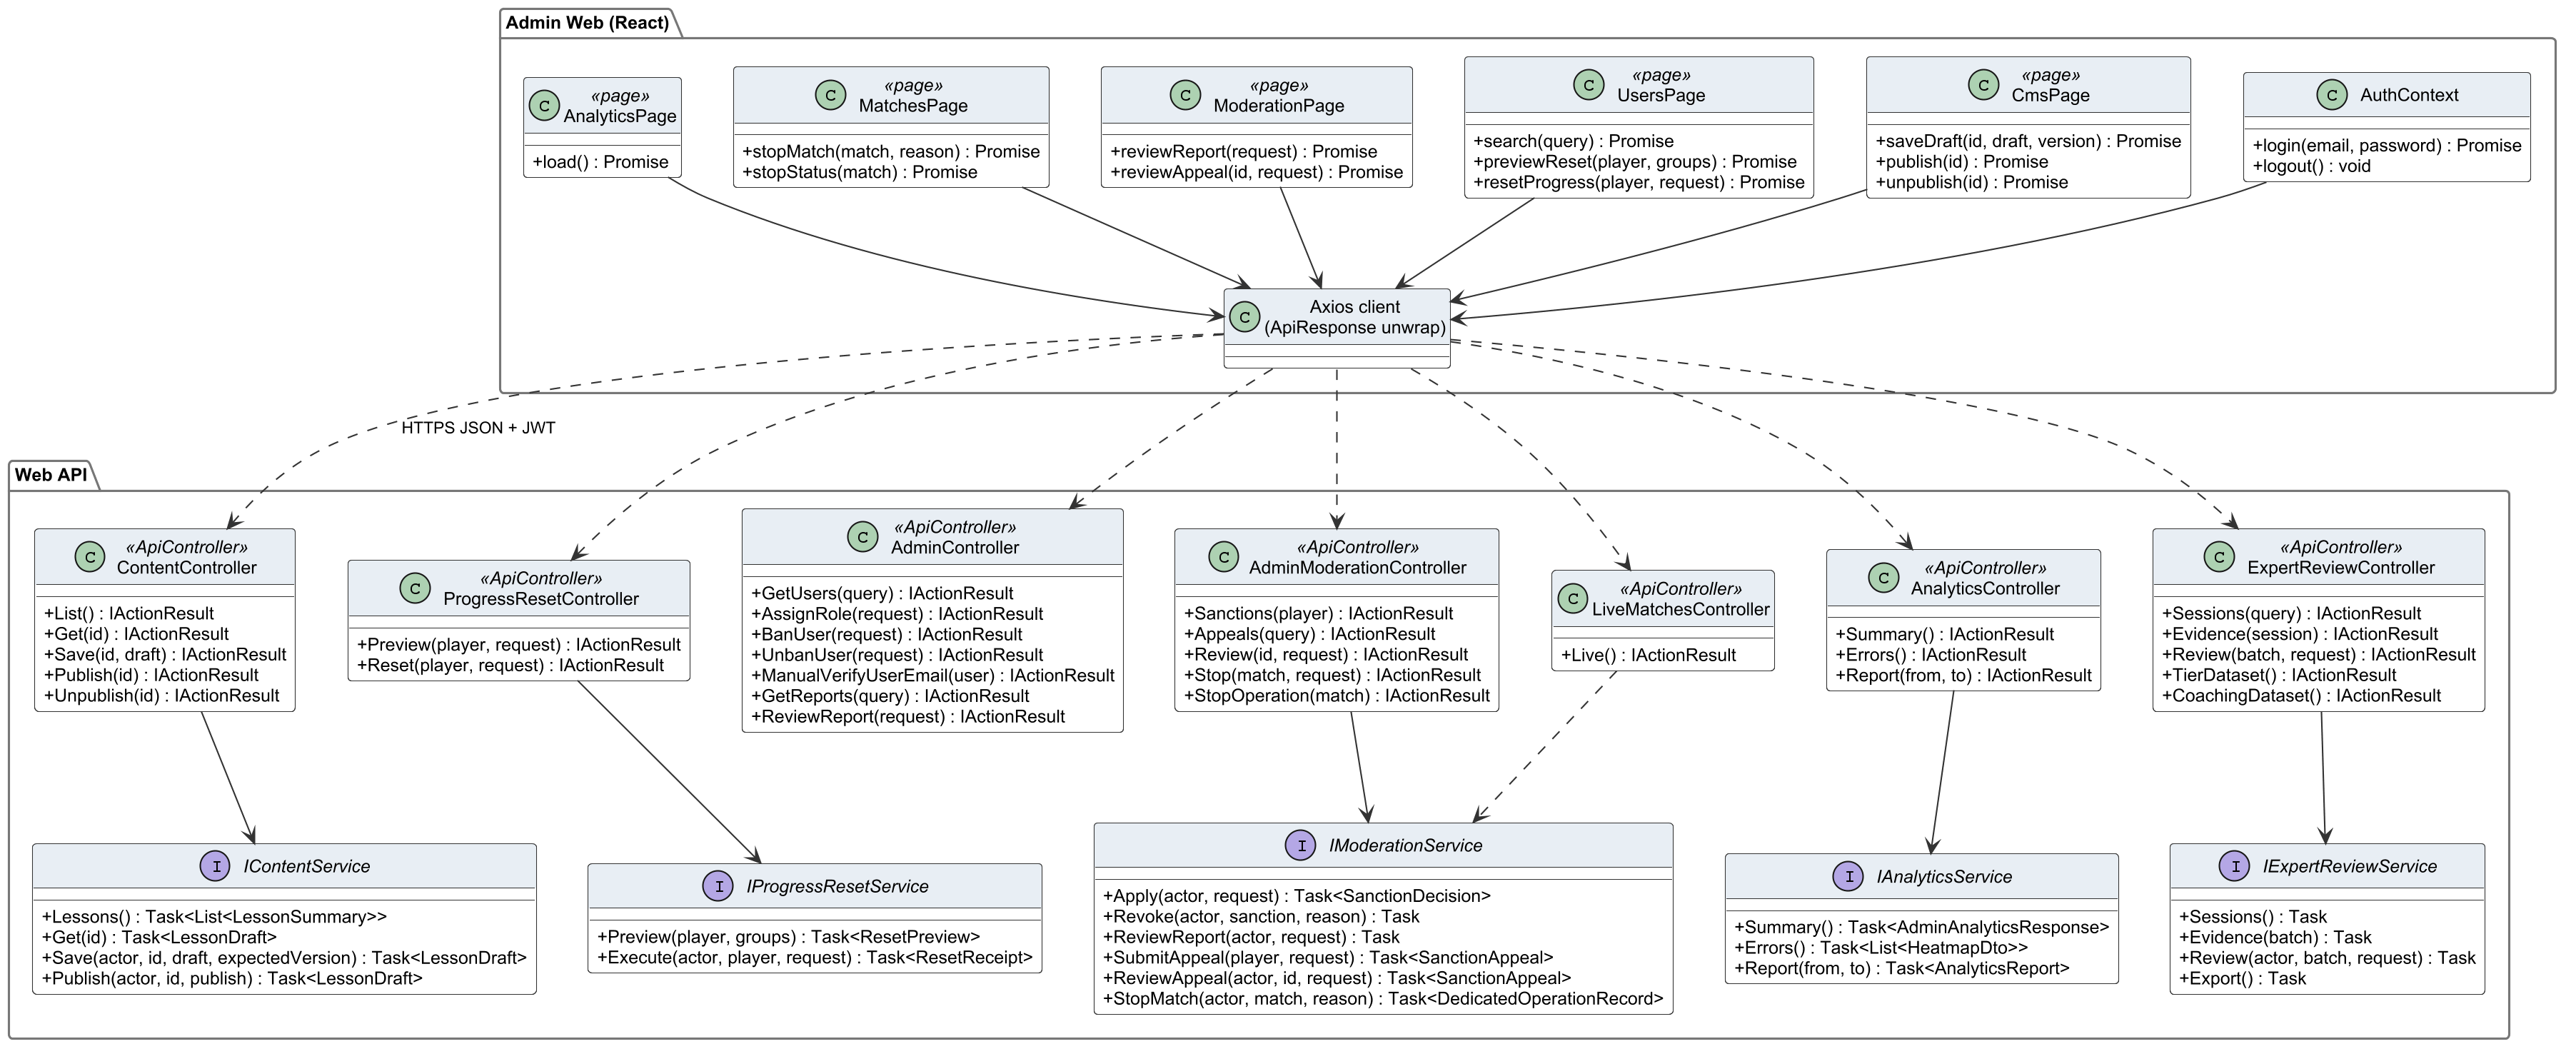 Admin Web (React)
C
«page»
AnalyticsPage
+load() : Promise
C
«page»
MatchesPage
+stopMatch(match, reason) : Promise
+stopStatus(match) : Promise
C
«page»
ModerationPage
+reviewReport(request) : Promise
+reviewAppeal(id, request) : Promise
C
«page»
UsersPage
+search(query) : Promise
+previewReset(player, groups) : Promise
+resetProgress(player, request) : Promise
C
«page»
CmsPage
+saveDraft(id, draft, version) : Promise
+publish(id) : Promise
+unpublish(id) : Promise
C
AuthContext
+login(email, password) : Promise
+logout() : void
C
Axios client
(ApiResponse unwrap)
HTTPS JSON + JWT
Web API
C
«ApiController»
ContentController
+List() : IActionResult
+Get(id) : IActionResult
+Save(id, draft) : IActionResult
+Publish(id) : IActionResult
+Unpublish(id) : IActionResult
C
«ApiController»
ProgressResetController
+Preview(player, request) : IActionResult
+Reset(player, request) : IActionResult
C
«ApiController»
AdminController
+GetUsers(query) : IActionResult
+AssignRole(request) : IActionResult
+BanUser(request) : IActionResult
+UnbanUser(request) : IActionResult
+ManualVerifyUserEmail(user) : IActionResult
+GetReports(query) : IActionResult
+ReviewReport(request) : IActionResult
C
«ApiController»
AdminModerationController
+Sanctions(player) : IActionResult
+Appeals(query) : IActionResult
+Review(id, request) : IActionResult
+Stop(match, request) : IActionResult
+StopOperation(match) : IActionResult
C
«ApiController»
LiveMatchesController
+Live() : IActionResult
C
«ApiController»
AnalyticsController
+Summary() : IActionResult
+Errors() : IActionResult
+Report(from, to) : IActionResult
C
«ApiController»
ExpertReviewController
+Sessions(query) : IActionResult
+Evidence(session) : IActionResult
+Review(batch, request) : IActionResult
+TierDataset() : IActionResult
+CoachingDataset() : IActionResult
I
IContentService
+Lessons() : Task<List<LessonSummary>>
+Get(id) : Task<LessonDraft>
+Save(actor, id, draft, expectedVersion) : Task<LessonDraft>
+Publish(actor, id, publish) : Task<LessonDraft>
I
IProgressResetService
+Preview(player, groups) : Task<ResetPreview>
+Execute(actor, player, request) : Task<ResetReceipt>
I
IModerationService
+Apply(actor, request) : Task<SanctionDecision>
+Revoke(actor, sanction, reason) : Task
+ReviewReport(actor, request) : Task
+SubmitAppeal(player, request) : Task<SanctionAppeal>
+ReviewAppeal(actor, id, request) : Task<SanctionAppeal>
+StopMatch(actor, match, reason) : Task<DedicatedOperationRecord>
I
IAnalyticsService
+Summary() : Task<AdminAnalyticsResponse>
+Errors() : Task<List<HeatmapDto>>
+Report(from, to) : Task<AnalyticsReport>
I
IExpertReviewService
+Sessions() : Task
+Evidence(batch) : Task
+Review(actor, batch, request) : Task
+Export() : Task